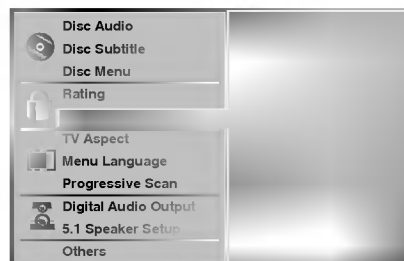 Disc Audio
Disc Subtitle
Disc Menu
Rating
TV Aspect
Menu Language
Progressive Scan
Digital Audio Output
5.1 Speaker Setup
Others